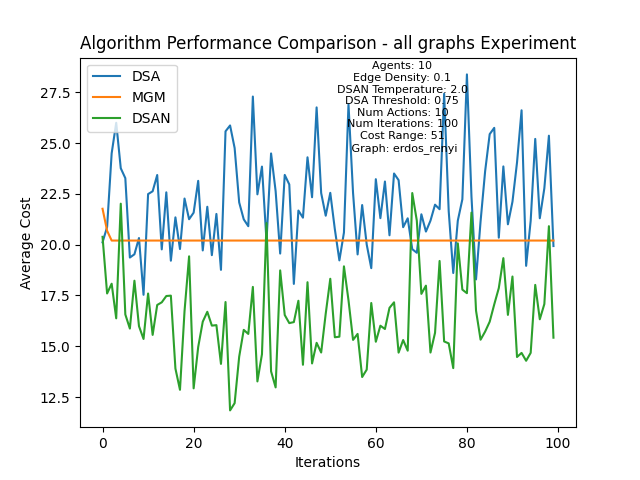 Algorithm Performance Comparison - all graphs Experiment
DSA
MGM
DSAN
Agents: 10
Edge Density: 0.1
DSAN Temperature: 2.0
DSA Threshold: 0.75
Num Actions: 10
Num Iterations: 100
Cost Range: 51
Graph: erdos_renyi
Average Cost
27.5
25.0
22.5
20.0
17.5
15.0
12.5
0 20 40 60 80 100
Iterations